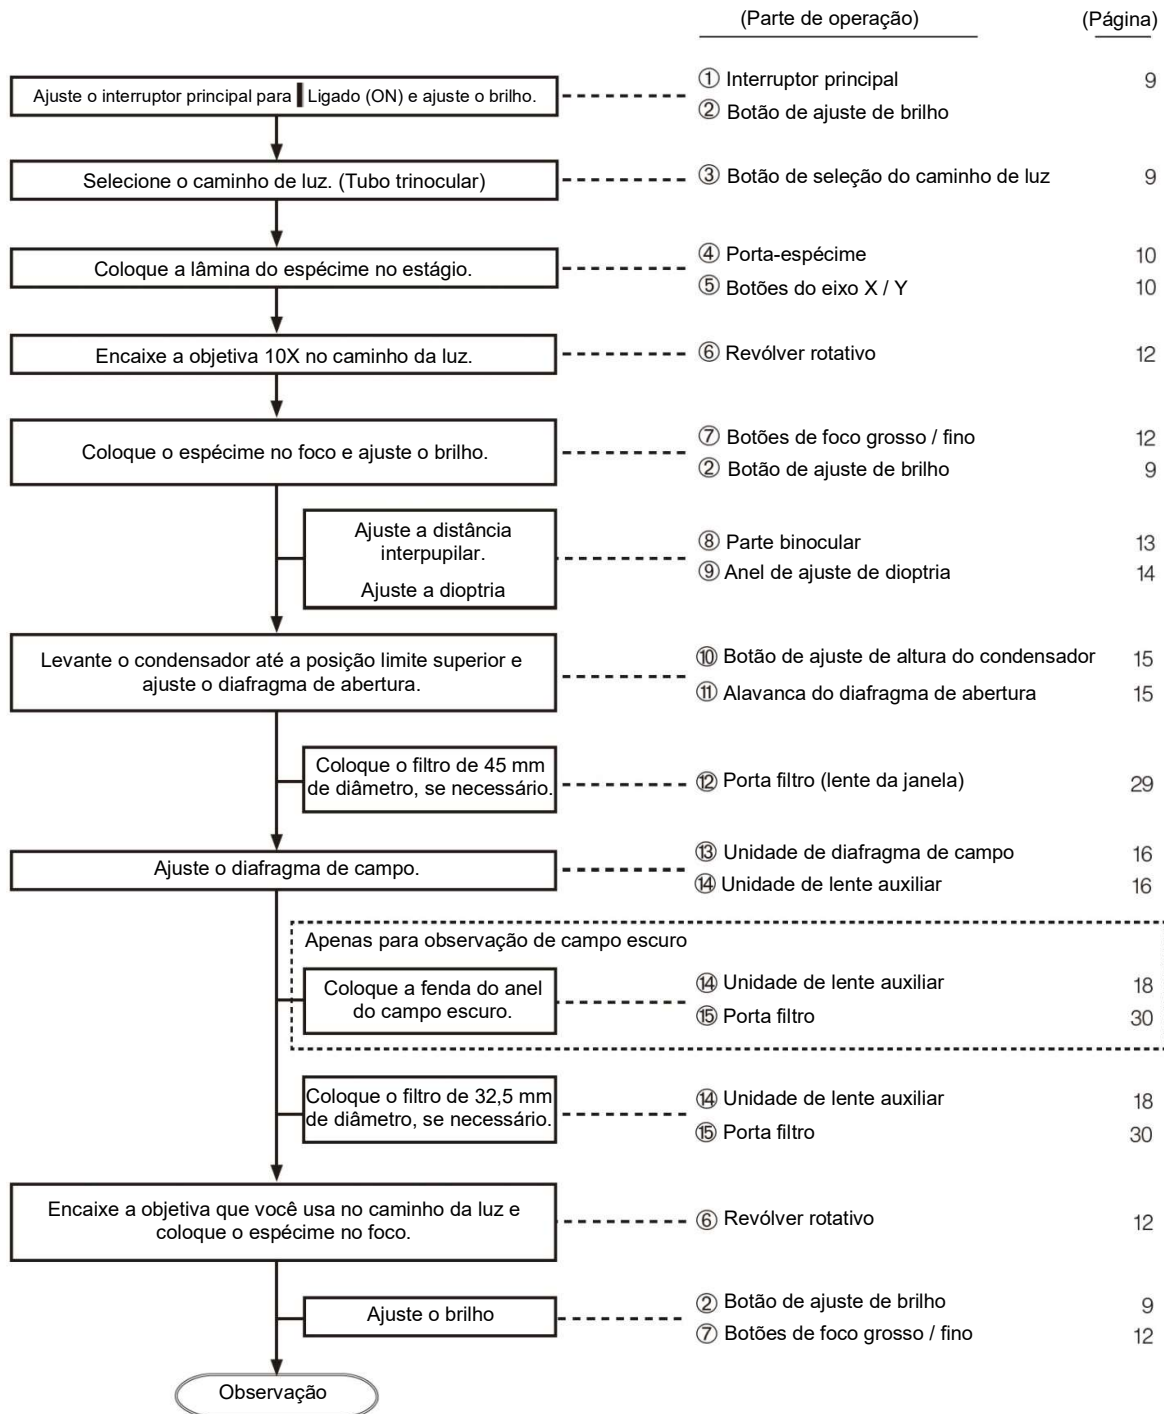 (Parte de operação) (Página)
Ajuste o interruptor principal para ▌ Ligado (ON) e ajuste o brilho.
① Interruptor principal 9
② Botão de ajuste de brilho
Selecione o caminho de luz. (Tubo trinocular)
③ Botão de seleção do caminho de luz 9
Coloque a lâmina do espécime no estágio.
④ Porta-espécime 10
⑤ Botões do eixo X / Y 10
Encaixe a objetiva 10X no caminho da luz.
⑥ Revólver rotativo 12
Coloque o espécime no foco e ajuste o brilho.
⑦ Botões de foco grosso / fino 12
② Botão de ajuste de brilho 9
Ajuste a distância
interpupilar.
Ajuste a dioptria
⑧ Parte binocular 13
⑨ Anel de ajuste de dioptria 14
Levante o condensador até a posição limite superior e
ajuste o diafragma de abertura.
⑩ Botão de ajuste de altura do condensador 15
⑪ Alavanca do diafragma de abertura 15
Coloque o filtro de 45 mm
de diâmetro, se necessário.
⑫ Porta filtro (lente da janela) 29
Ajuste o diafragma de campo.
⑬ Unidade de diafragma de campo 16
⑭ Unidade de lente auxiliar 16
Apenas para observação de campo escuro
Coloque a fenda do anel
do campo escuro.
⑭ Unidade de lente auxiliar 18
⑮ Porta filtro 30
Coloque o filtro de 32,5 mm
de diâmetro, se necessário.
⑭ Unidade de lente auxiliar 18
⑮ Porta filtro 30
Encaixe a objetiva que você usa no caminho da luz e
coloque o espécime no foco.
⑥ Revólver rotativo 12
Ajuste o brilho
② Botão de ajuste de brilho 9
⑦ Botões de foco grosso / fino 12
Observação